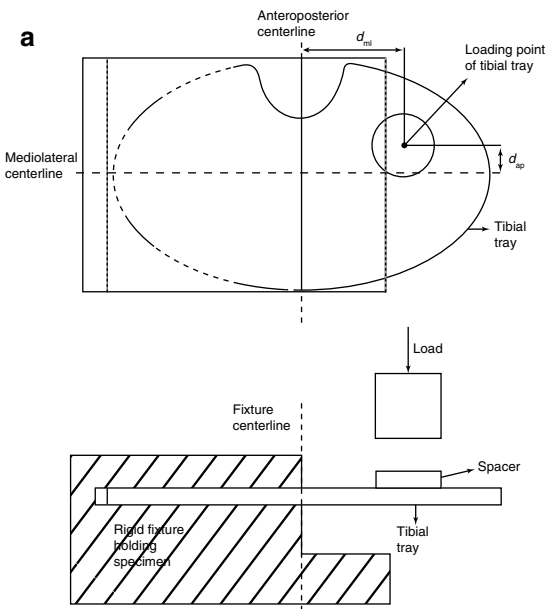 a
Anteroposterior
centerline
dml
Loading point
of tibial tray
Mediolateral
centerline
dap
Tibial
tray
Load
Fixture
centerline
Spacer
Rigid fixture
holding
specimen
Tibial
tray